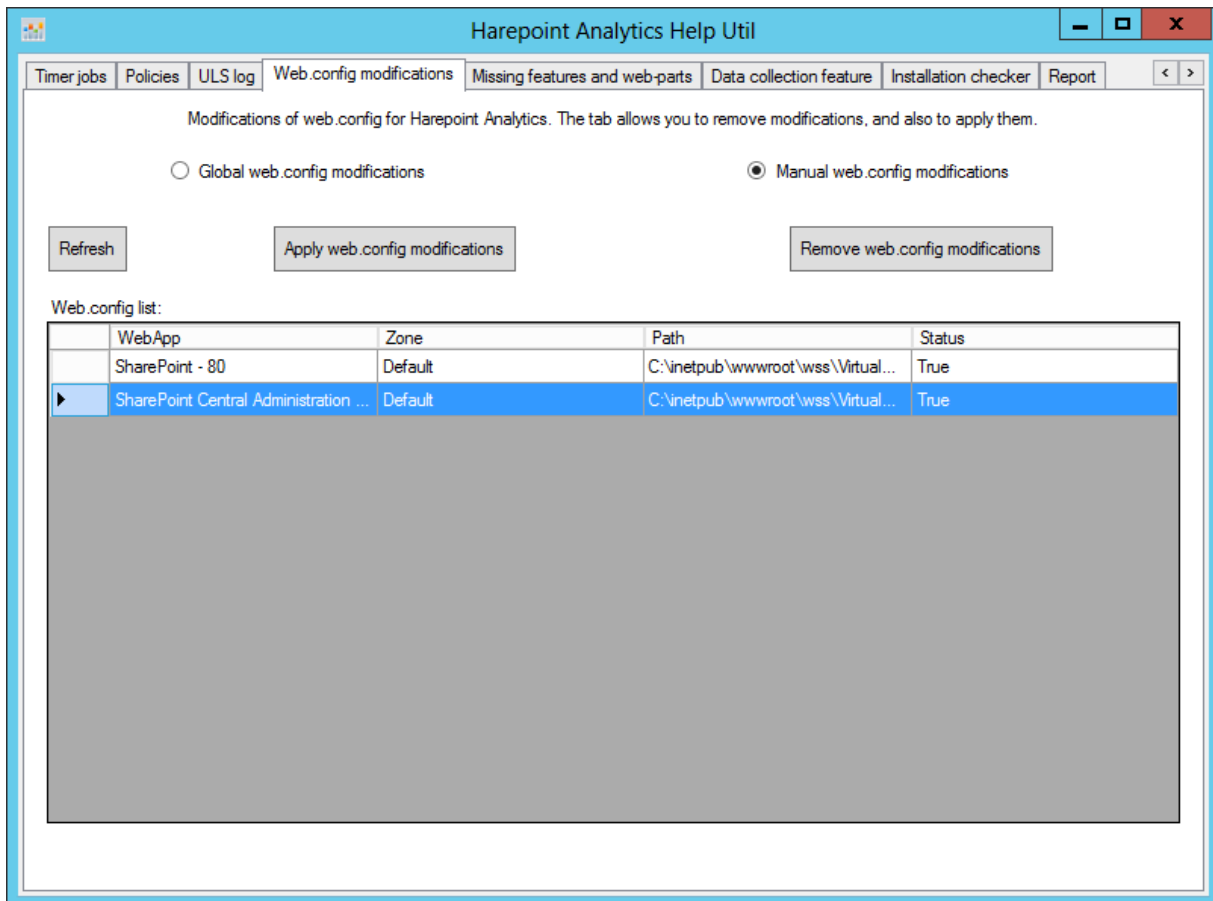 Harepoint Analytics Help Util
Timer jobs Policies ULS log Web.config modifications Missing features and web-parts Data collection feature Installation checker Report
Modifications of web.config for Harepoint Analytics. The tab allows you to remove modifications, and also to apply them.
Global web.config modifications Manual web.config modifications
Refresh Apply web.config modifications Remove web.config modifications
Web.config list:
WebApp Zone Path Status
SharePoint - 80 Default C:\inetpub\wwwroot\wss\Virtual... True
SharePoint Central Administration ... Default C:\inetpub\wwwroot\wss\Virtual... True